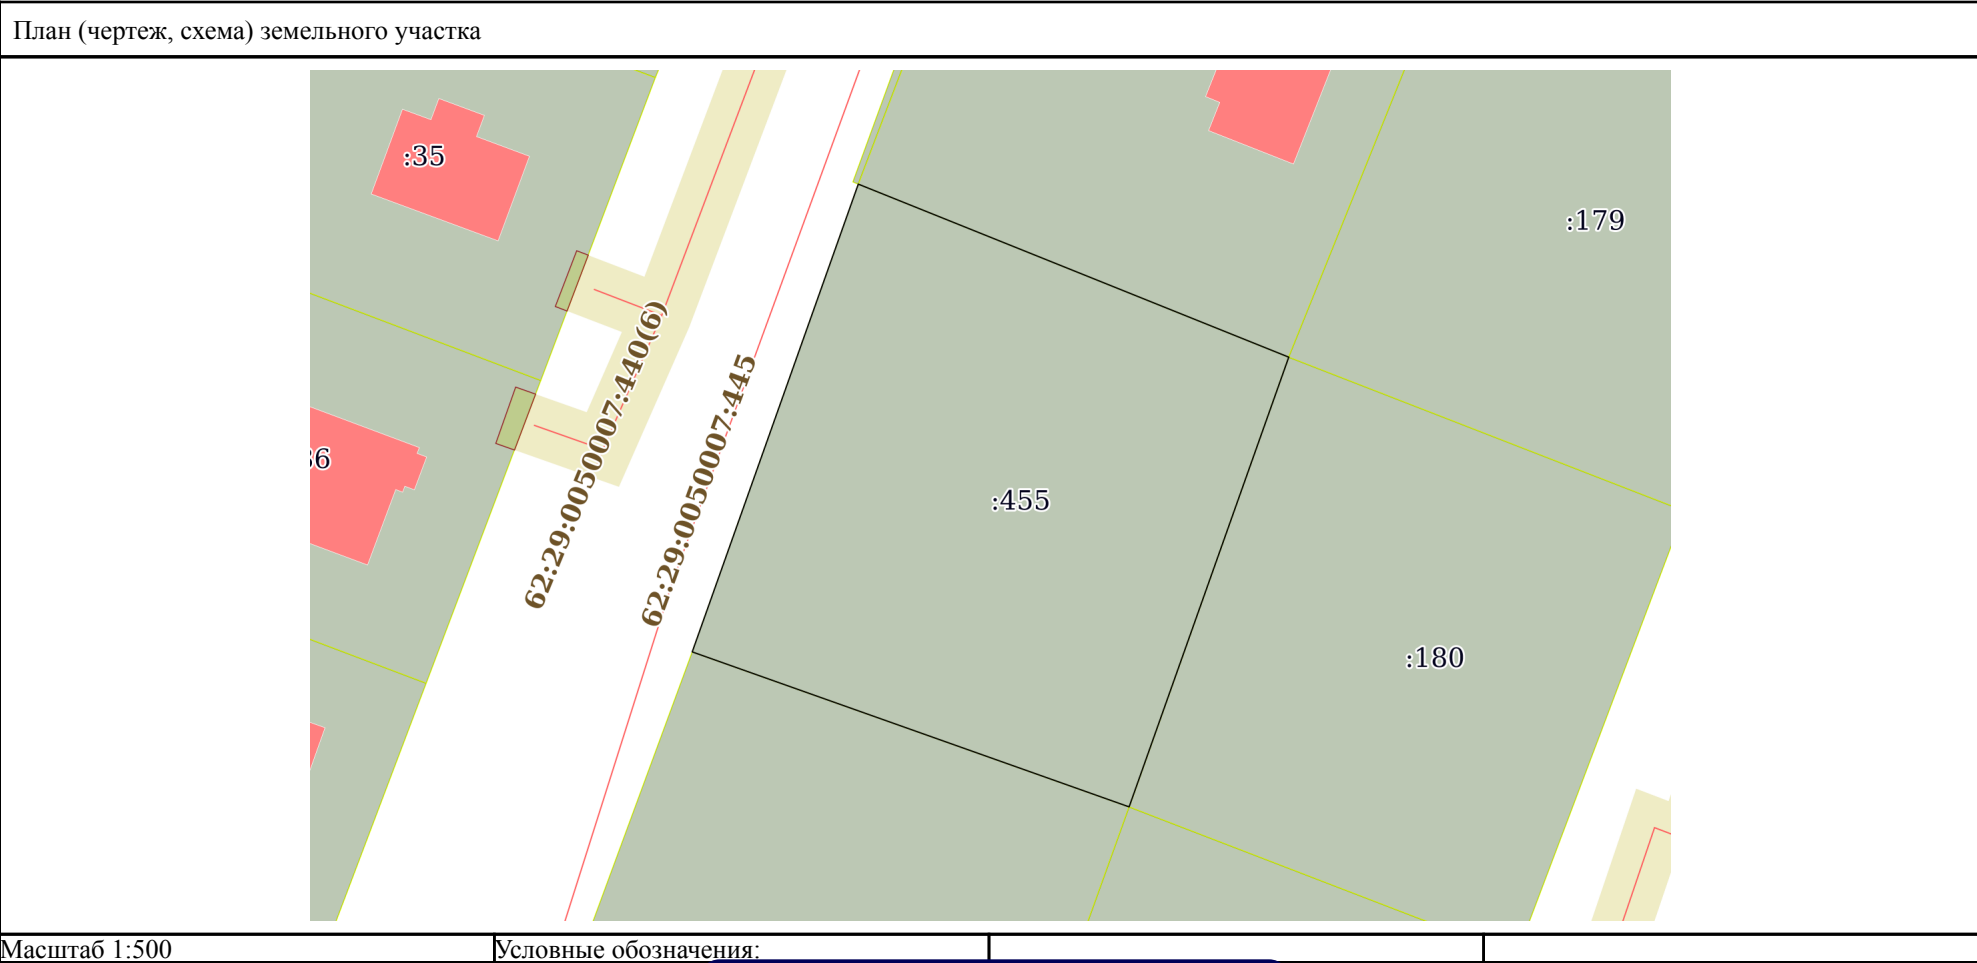 План (чертеж, схема) земельного участка
:35
:179
62:29:0050007:440(6)
62:29:0050007:445
:455
:180
Масштаб 1:500
Условные обозначения: